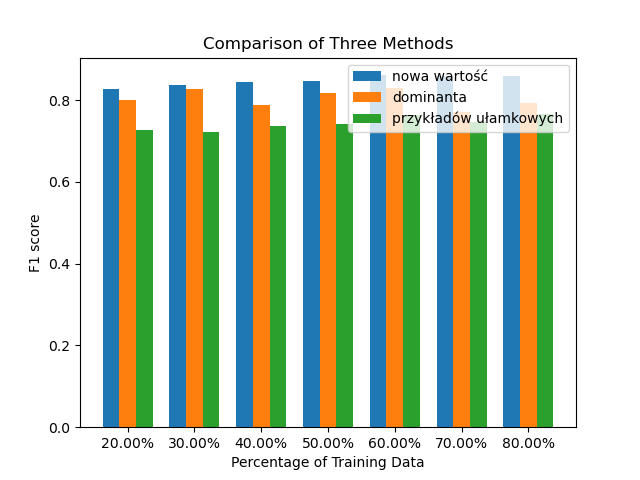 Comparison of Three Methods
nowa wartość
dominanta
przykładów ułamkowych
F1 score
0.8
0.6
0.4
0.2
0.0
20.00% 30.00% 40.00% 50.00% 60.00% 70.00% 80.00%
Percentage of Training Data